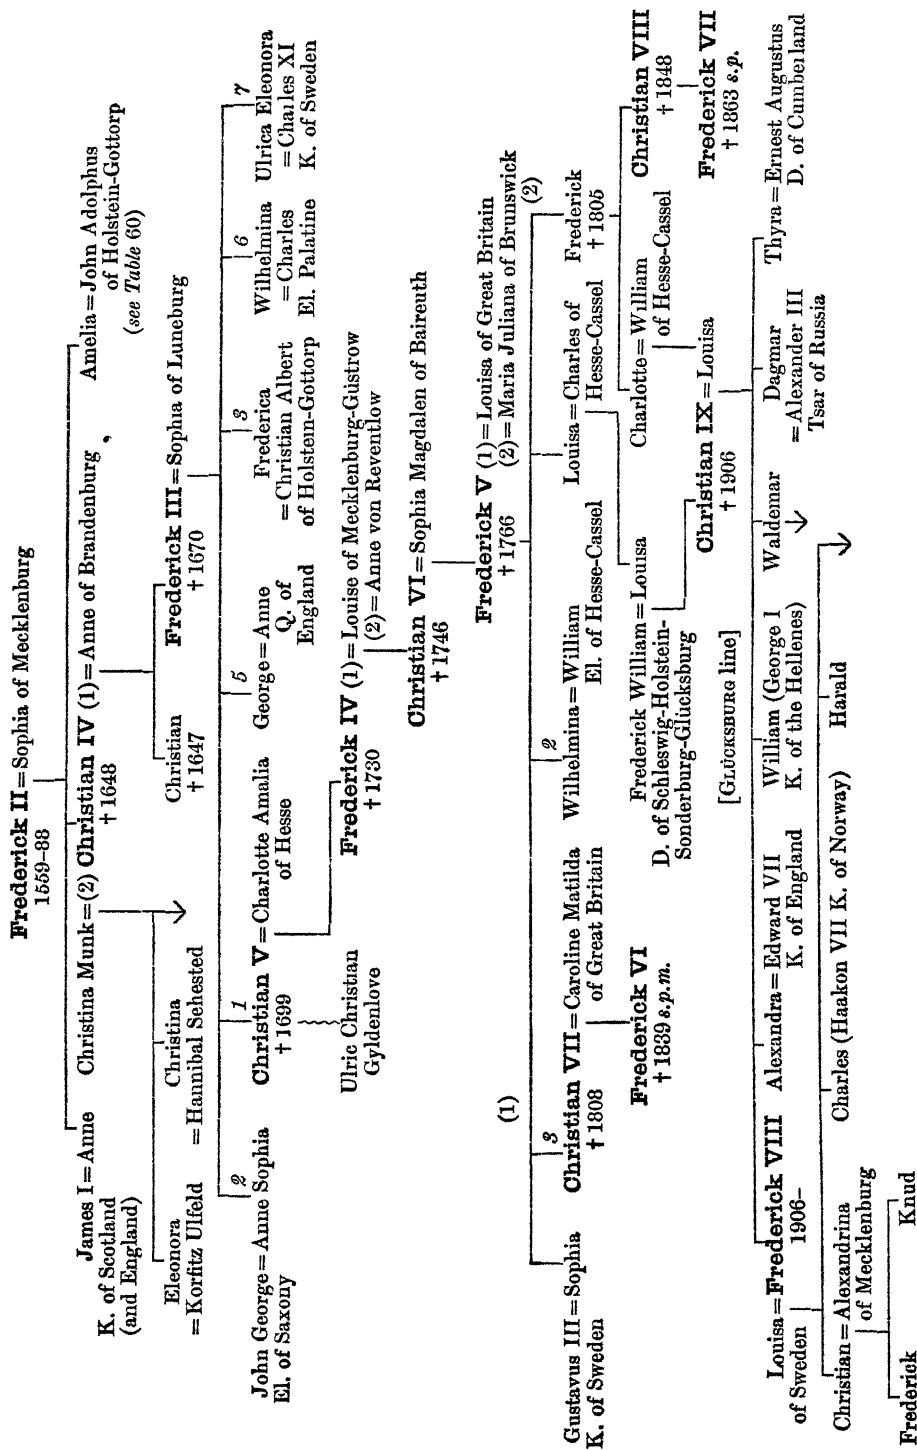 Frederick II = Sophia of Mecklenburg
1559-88
James I = Anne
K. of Scotland
(and England)
Christina Munk = (2) Christian IV (1) = Anne of Brandenburg ,
† 1648
Amelia = John Adolphus
of Holstein-Gottorp
(see Table 60)
Eleonora
= Korfitz Ulfeld
Christina
= Hannibal Sehested
Christian
† 1647
Frederick III = Sophia of Luneburg
† 1670
2
John George = Anne Sophia
El. of Saxony
1
Christian V = Charlotte Amalia
† 1699
of Hesse
5
George = Anne
Q. of
England
3
Frederica
= Christian Albert
of Holstein-Gottorp
6
Wilhelmina
= Charles
El. Palatine
7
Ulrica Eleonora
= Charles XI
K. of Sweden
Ulric Christian
Gyldenlove
Frederick IV (1) = Louise of Mecklenburg-Gustrow
† 1730
(2) = Anne von Reventlow
Christian VI = Sophia Magdalen of Baireuth
† 1746
Frederick V (1) = Louisa of Great Britain
† 1766
(2) = Maria Juliana of Brunswick
(1)
(2)
Gustavus III = Sophia
K. of Sweden
3
Christian VII = Caroline Matilda
† 1808
of Great Britain
2
Wilhelmina = William
El. of Hesse-Cassel
Louisa = Charles of
Hesse-Cassel
Frederick
† 1805
Frederick VI
† 1839 s.p.m.
Frederick William = Louisa
D. of Schleswig-Holstein-
Sonderburg-Glücksburg
Charlotte = William
of Hesse-Cassel
Christian VIII
† 1848
Christian IX = Louisa
† 1906
Frederick VII
† 1863 s.p.
[GLÜCKSBURG line]
Louisa = Frederick VIII
of Sweden
1906-
Alexandra = Edward VII
K. of England
William (George I
K. of the Hellenes)
Waldemar
Dagmar
= Alexander III
Tsar of Russia
Thyra = Ernest Augustus
D. of Cumberland
Christian = Alexandrina
of Mecklenburg
Charles (Haakon VII K. of Norway)
Harald
Frederick
Knud